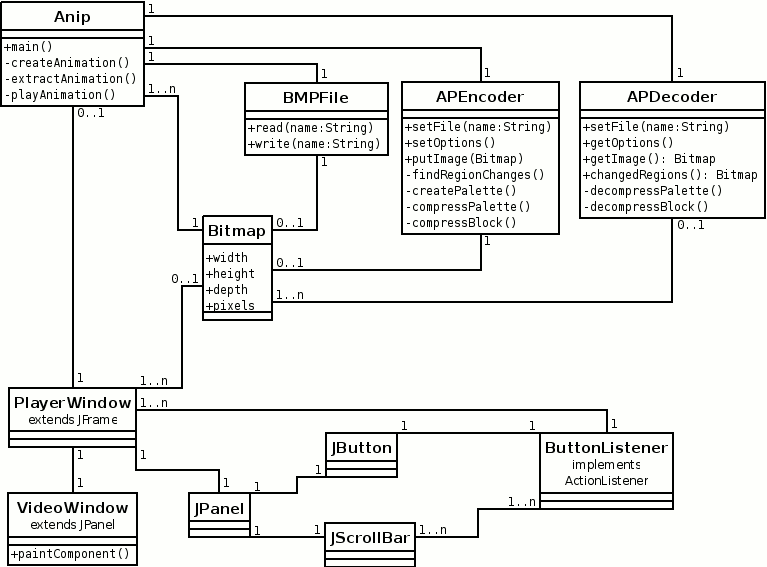 Anip
+main()
-createAnimation()
-extractAnimation()
-playAnimation()
1
1
1
1..n
0..1
1
BMPFile
+read(name:String)
+write(name:String)
1
1
APEncoder
+setFile(name:String)
+setOptions()
+putImage(Bitmap)
-findRegionChanges()
-createPalette()
-compressPalette()
-compressBlock()
1
1
APDecoder
+setFile(name:String)
+getOptions()
+getImage(): Bitmap
+changedRegions(): Bitmap
-decompressPalette()
-decompressBlock()
0..1
1
0..1
Bitmap
+width
+height
+depth
+pixels
0..1
0..1
1..n
1
1..n
PlayerWindow
extends JFrame
1..n
1
1
1
VideoWindow
extends JPanel
+paintComponent()
1
JPanel
1
1
1
JButton
1
1
1
ButtonListener
implements
ActionListener
1..n
1
JScrollBar
1..n